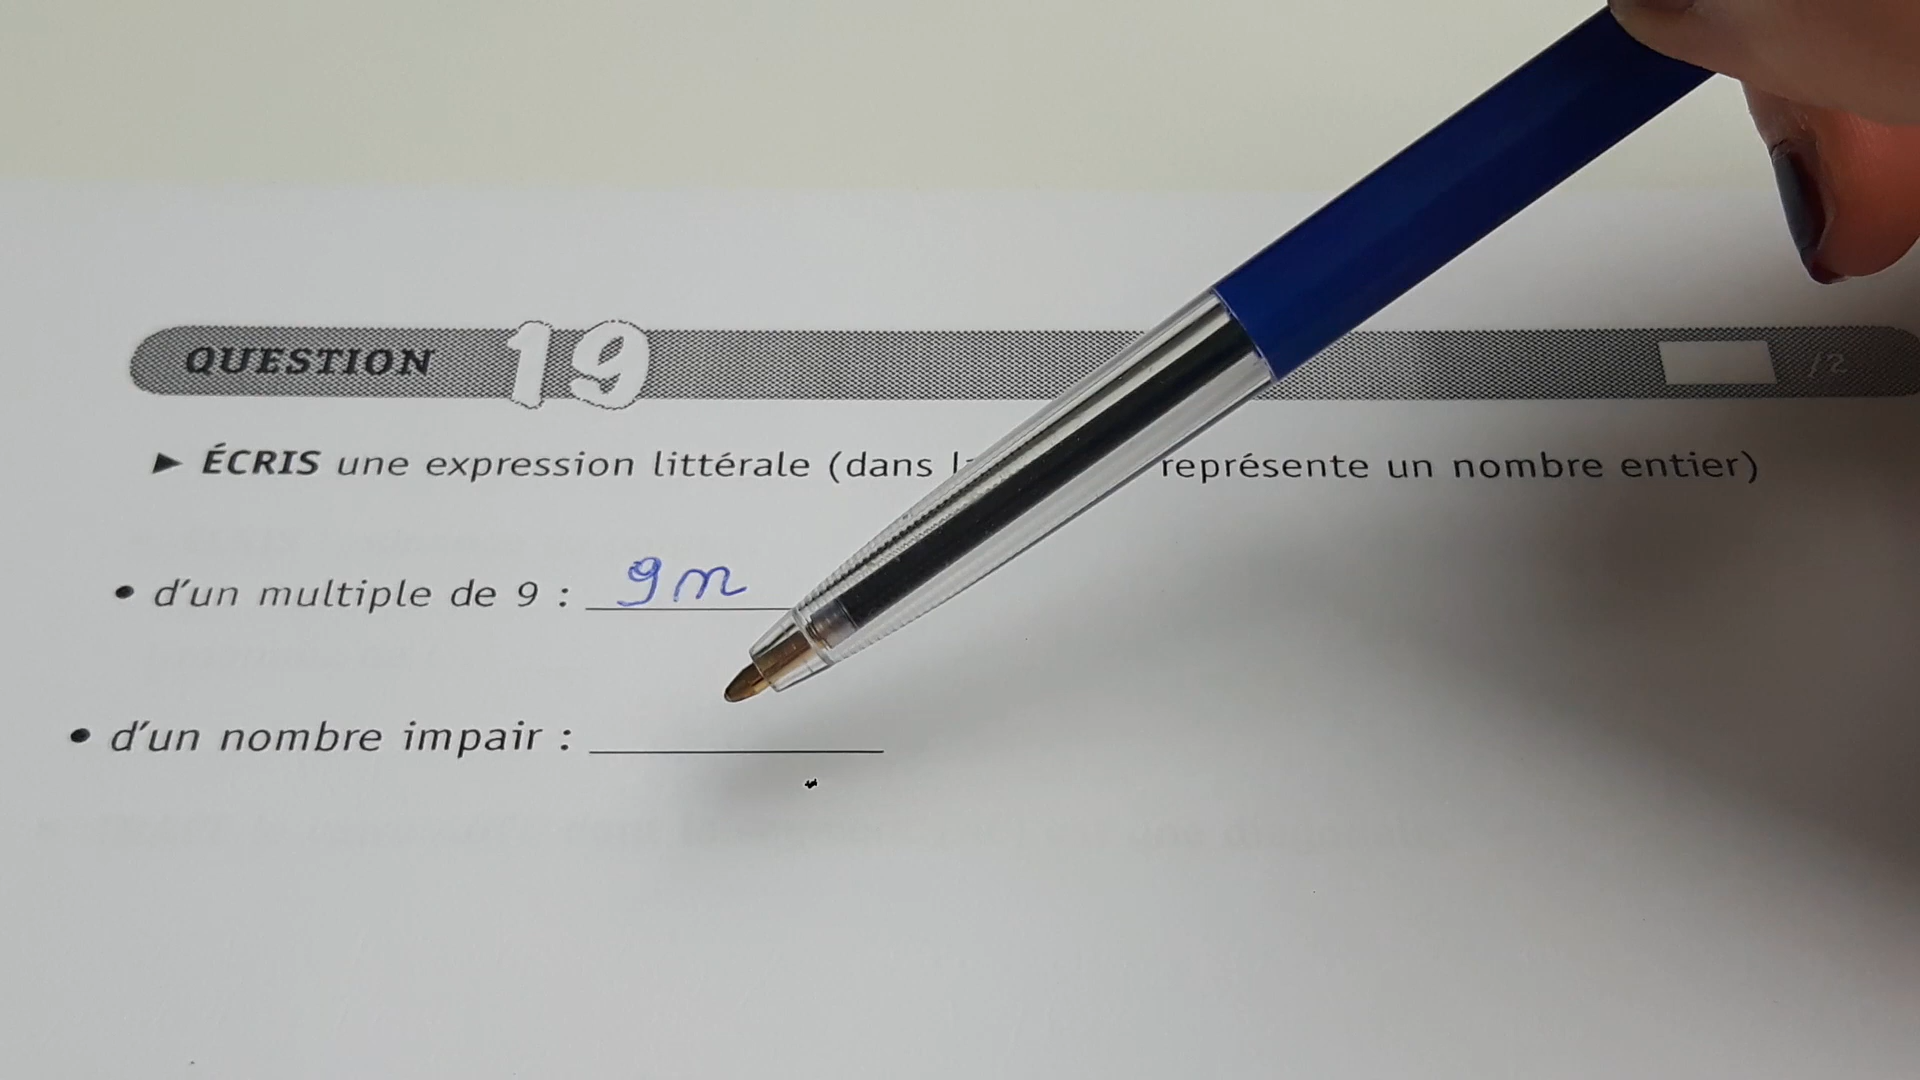 QUESTION 19 /2
► ÉCRIS une expression littérale (dans représente un nombre entier)
• d'un multiple de 9 : 9n
• d'un nombre impair :